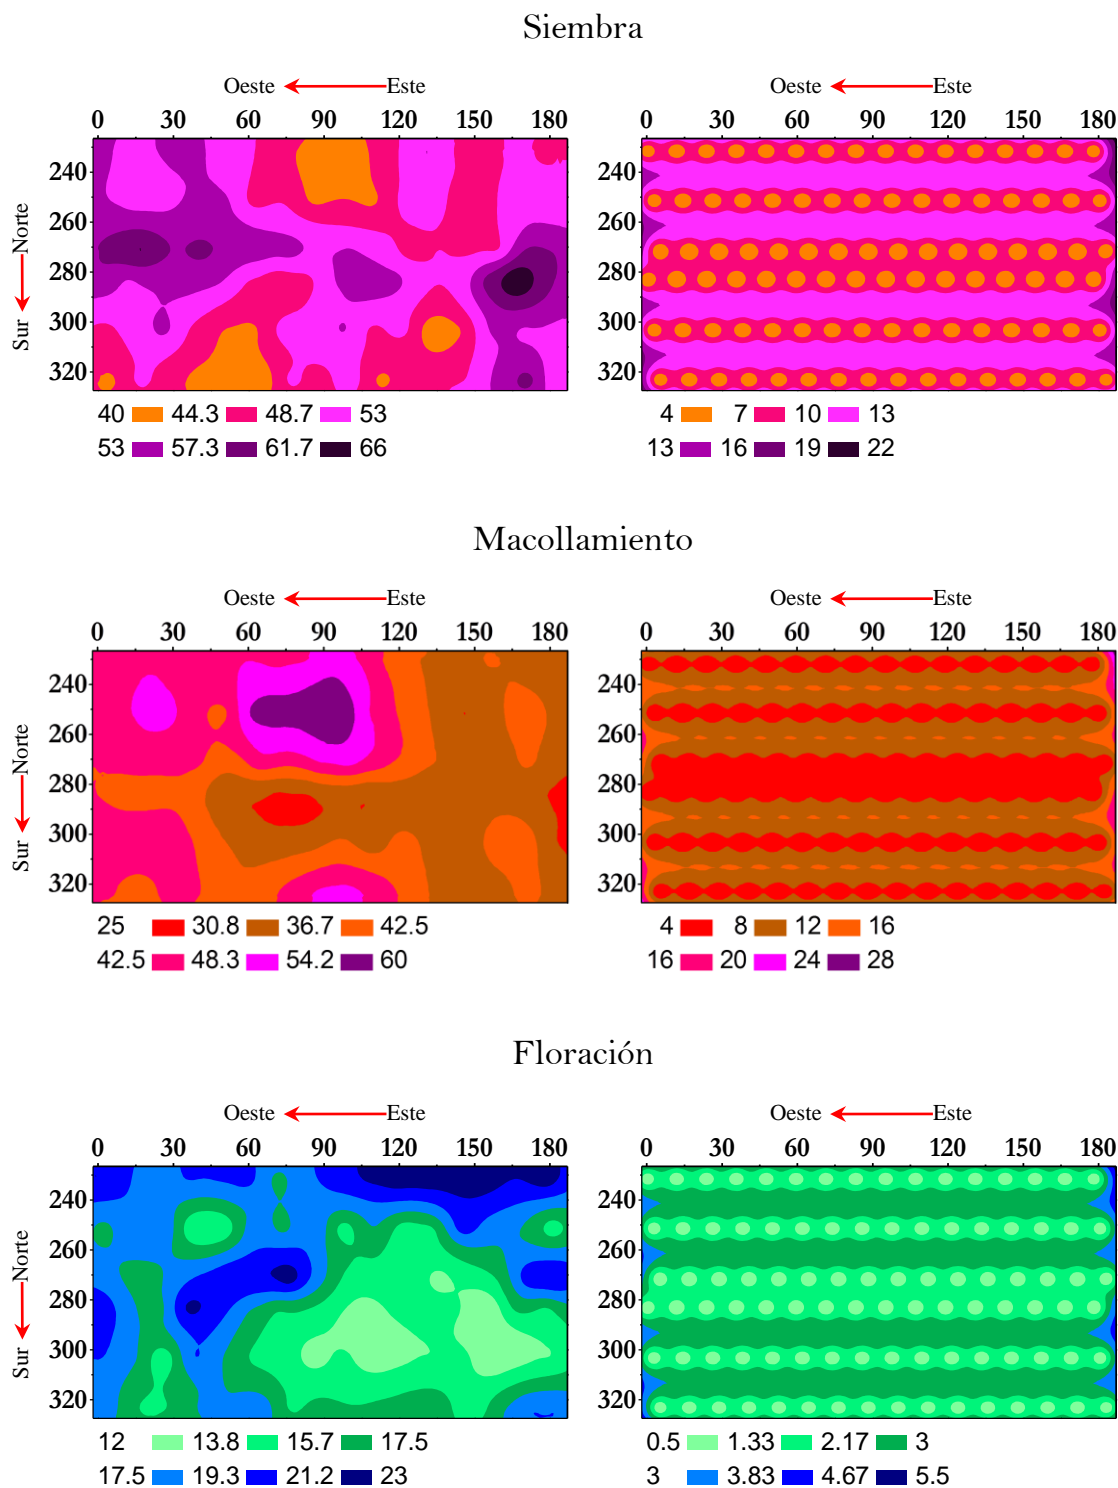 Siembra
Oeste Este Oeste Este
0 30 60 90 120 150 180 0 30 60 90 120 150 180
240 240
260 260
280 280
300 300
320 320
Norte
Sur
40 44.3 48.7 53 4 7 10 13
53 57.3 61.7 66 13 16 19 22
Macollamiento
Oeste Este Oeste Este
0 30 60 90 120 150 180 0 30 60 90 120 150 180
240 240
260 260
280 280
300 300
320 320
Norte
Sur
25 30.8 36.7 42.5 4 8 12 16
42.5 48.3 54.2 60 16 20 24 28
Floración
Oeste Este Oeste Este
0 30 60 90 120 150 180 0 30 60 90 120 150 180
240 240
260 260
280 280
300 300
320 320
Norte
Sur
12 13.8 15.7 17.5 0.5 1.33 2.17 3
17.5 19.3 21.2 23 3 3.83 4.67 5.5